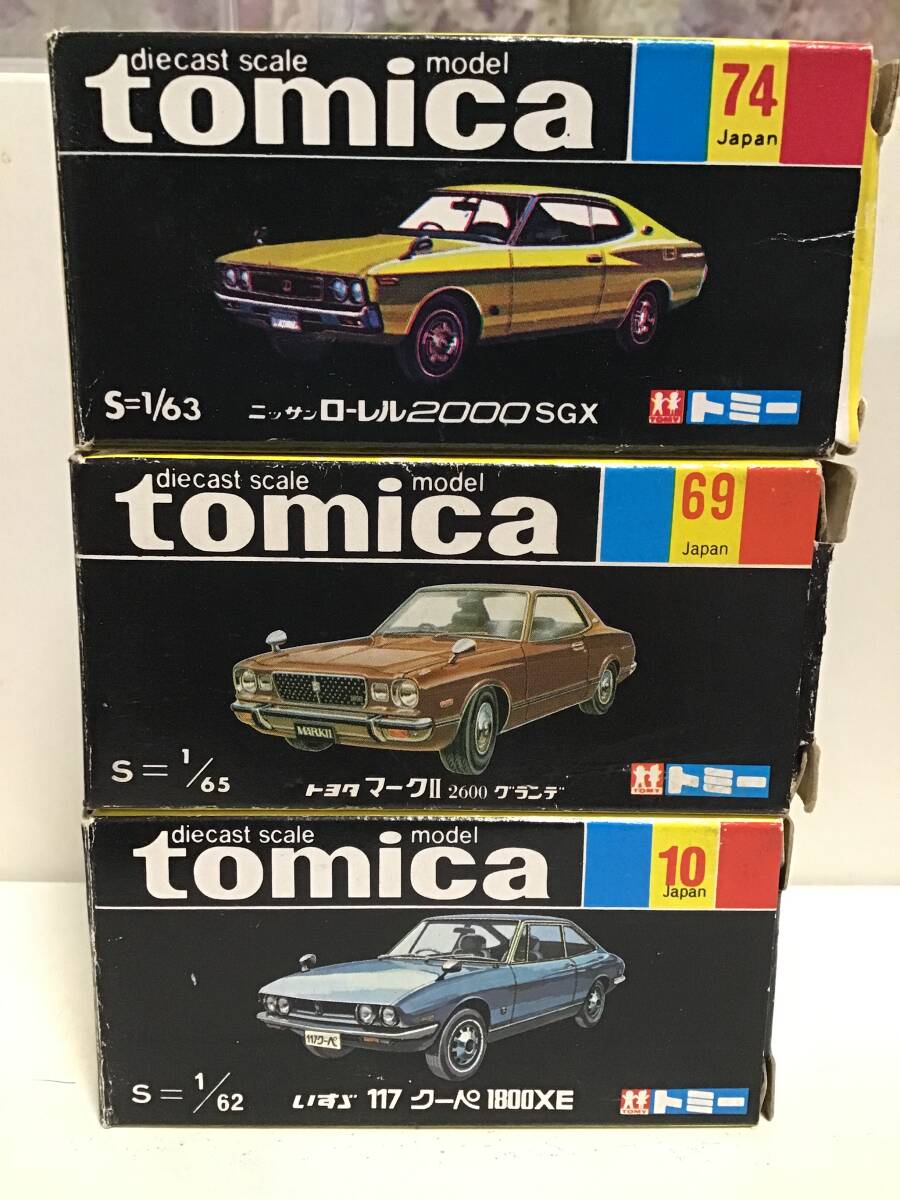 diecast scale model
tomica
74
Japan
S=1/63
ニッサン ローレル2000SGX
TOMY トミー
diecast scale model
tomica
69
Japan
MARKII
S=1/65
トヨタ マークII 2600 グランデ
TOMY トミー
diecast scale model
tomica
10
Japan
117クーペ
S=1/62
いすゞ 117 クーペ 1800XE
TOMY トミー